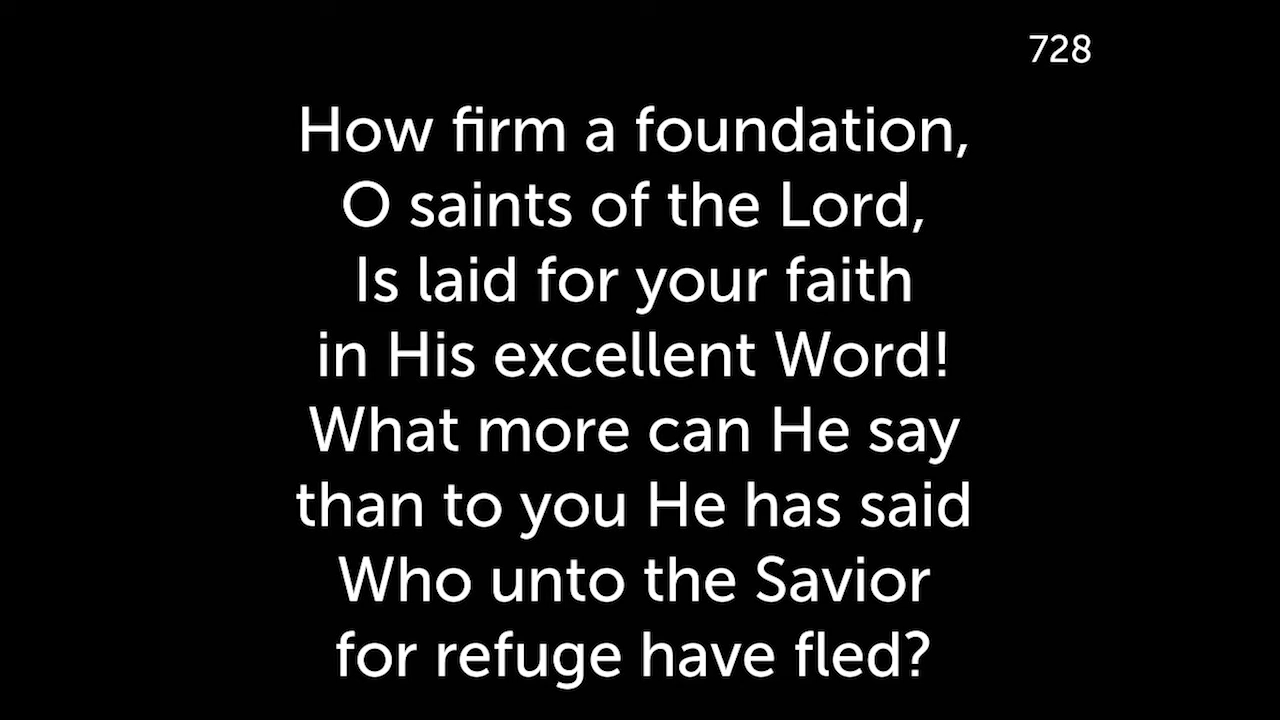 728
How firm a foundation,
O saints of the Lord,
Is laid for your faith
in His excellent Word!
What more can He say
than to you He has said
Who unto the Savior
for refuge have fled?